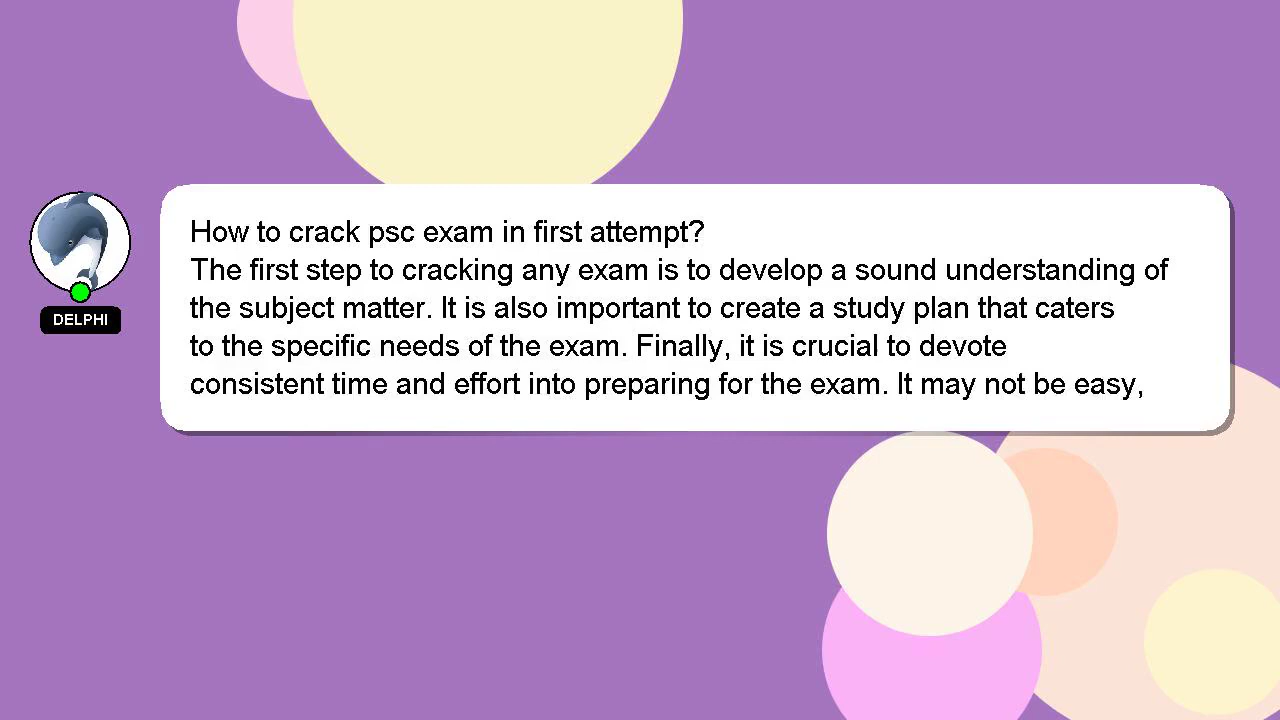 How to crack psc exam in first attempt?
The first step to cracking any exam is to develop a sound understanding of
the subject matter. It is also important to create a study plan that caters
to the specific needs of the exam. Finally, it is crucial to devote
consistent time and effort into preparing for the exam. It may not be easy,
DELPHI